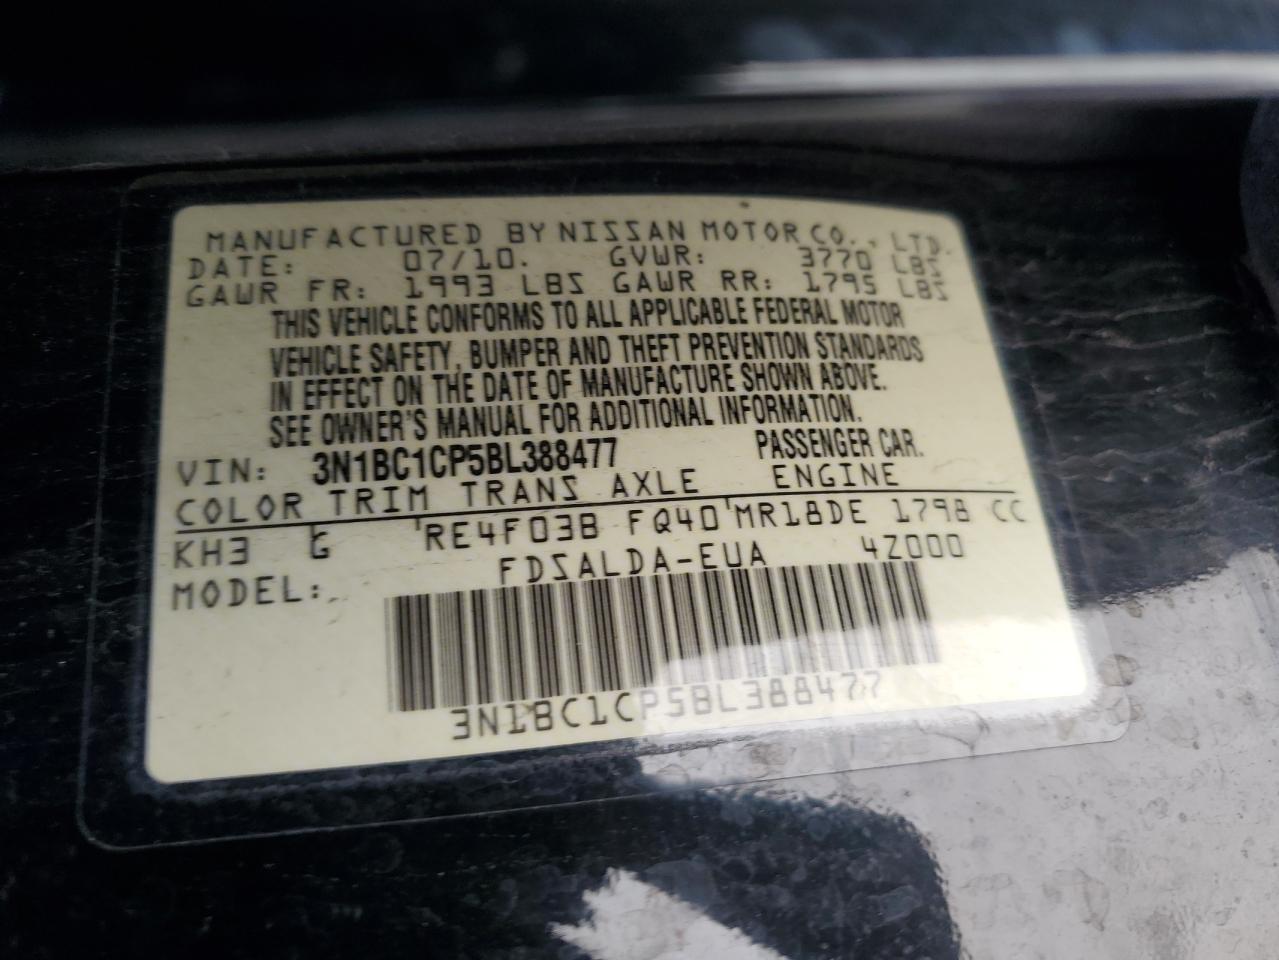 MANUFACTURED BY NISSAN MOTOR CO., LTD.
DATE: 07/10. GVWR: 3770 LBS
GAWR FR: 1993 LBS GAWR RR: 1795 LBS
THIS VEHICLE CONFORMS TO ALL APPLICABLE FEDERAL MOTOR
VEHICLE SAFETY, BUMPER AND THEFT PREVENTION STANDARDS
IN EFFECT ON THE DATE OF MANUFACTURE SHOWN ABOVE.
SEE OWNER'S MANUAL FOR ADDITIONAL INFORMATION.
VIN: 3N1BC1CP5BL388477 PASSENGER CAR.
COLOR TRIM TRANS AXLE ENGINE
KH3 G RE4F03B FQ40 MR18DE 1798 CC
MODEL: FDSALDA-EUA 4Z000
3N1BC1CP5BL388477